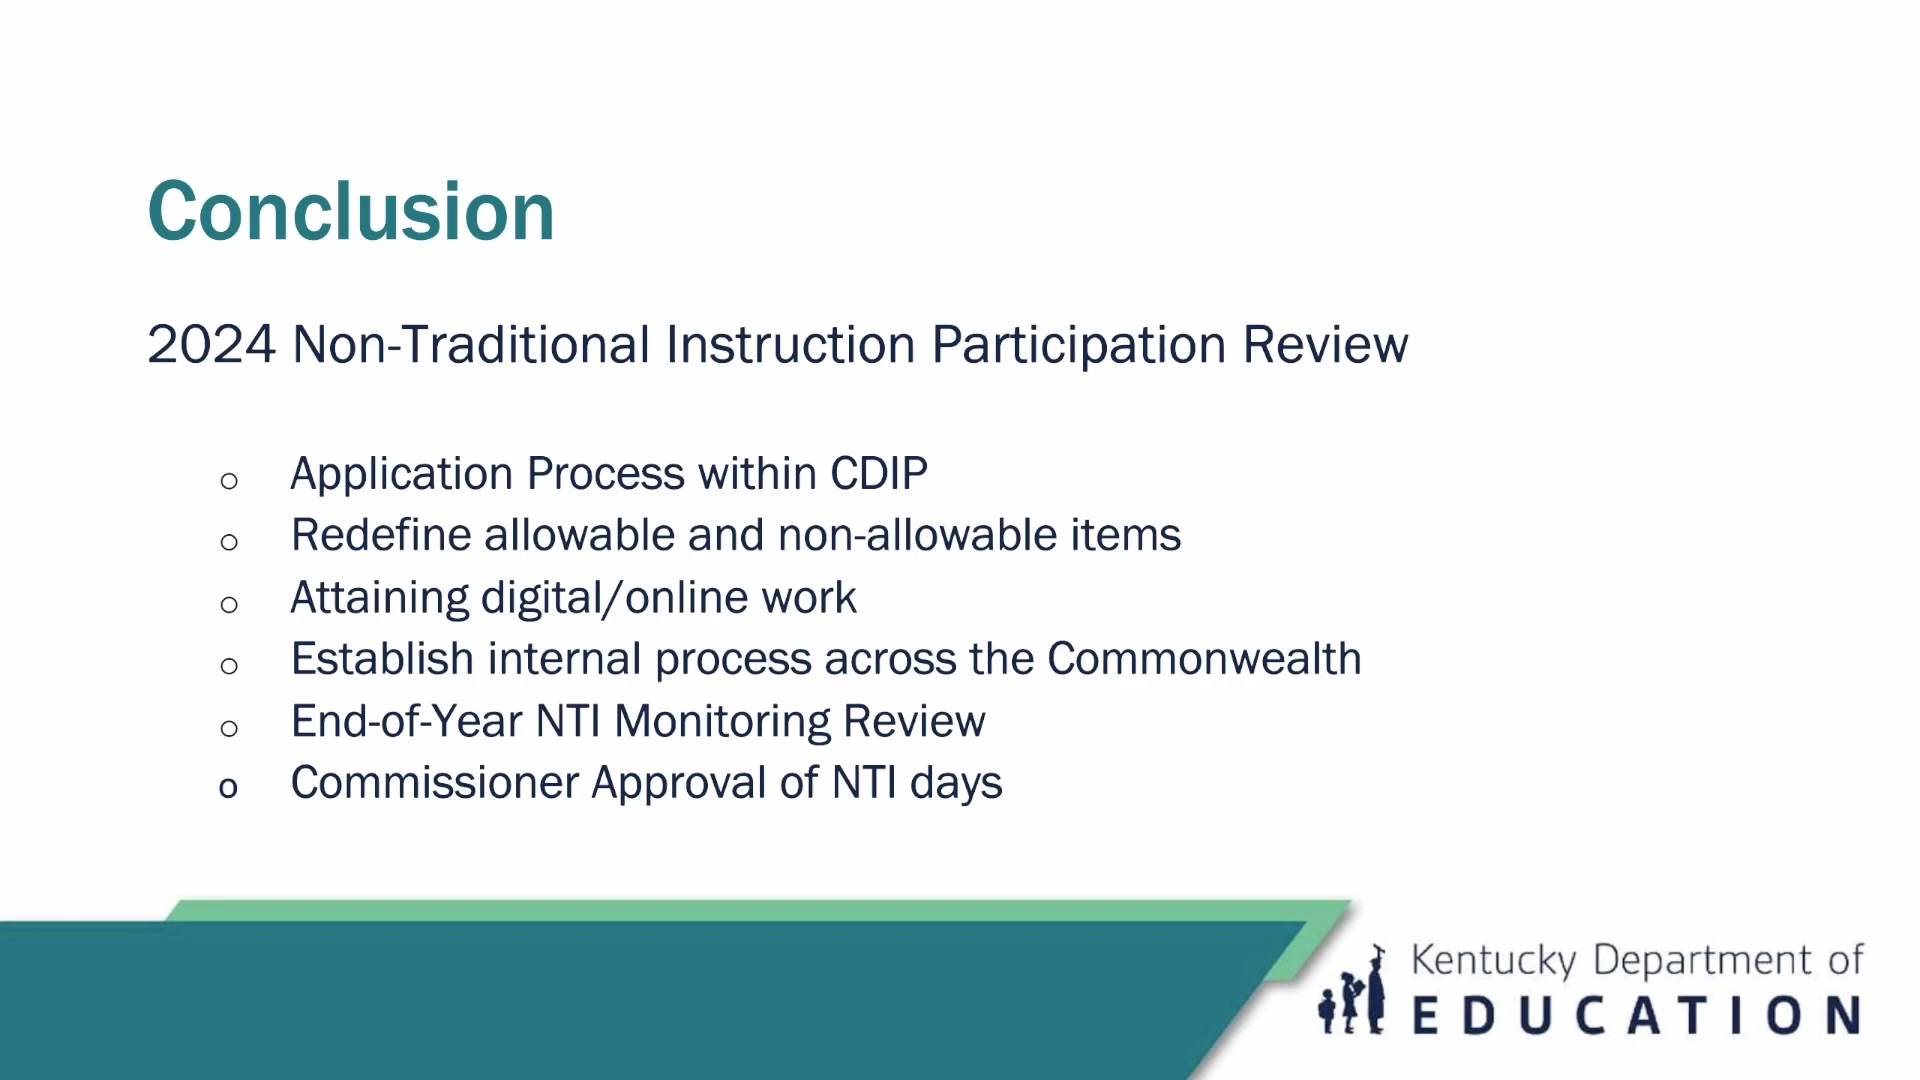 Conclusion
2024 Non-Traditional Instruction Participation Review
o Application Process within CDIP
o Redefine allowable and non-allowable items
o Attaining digital/online work
o Establish internal process across the Commonwealth
o End-of-Year NTI Monitoring Review
o Commissioner Approval of NTI days
Kentucky Department of
EDUCATION